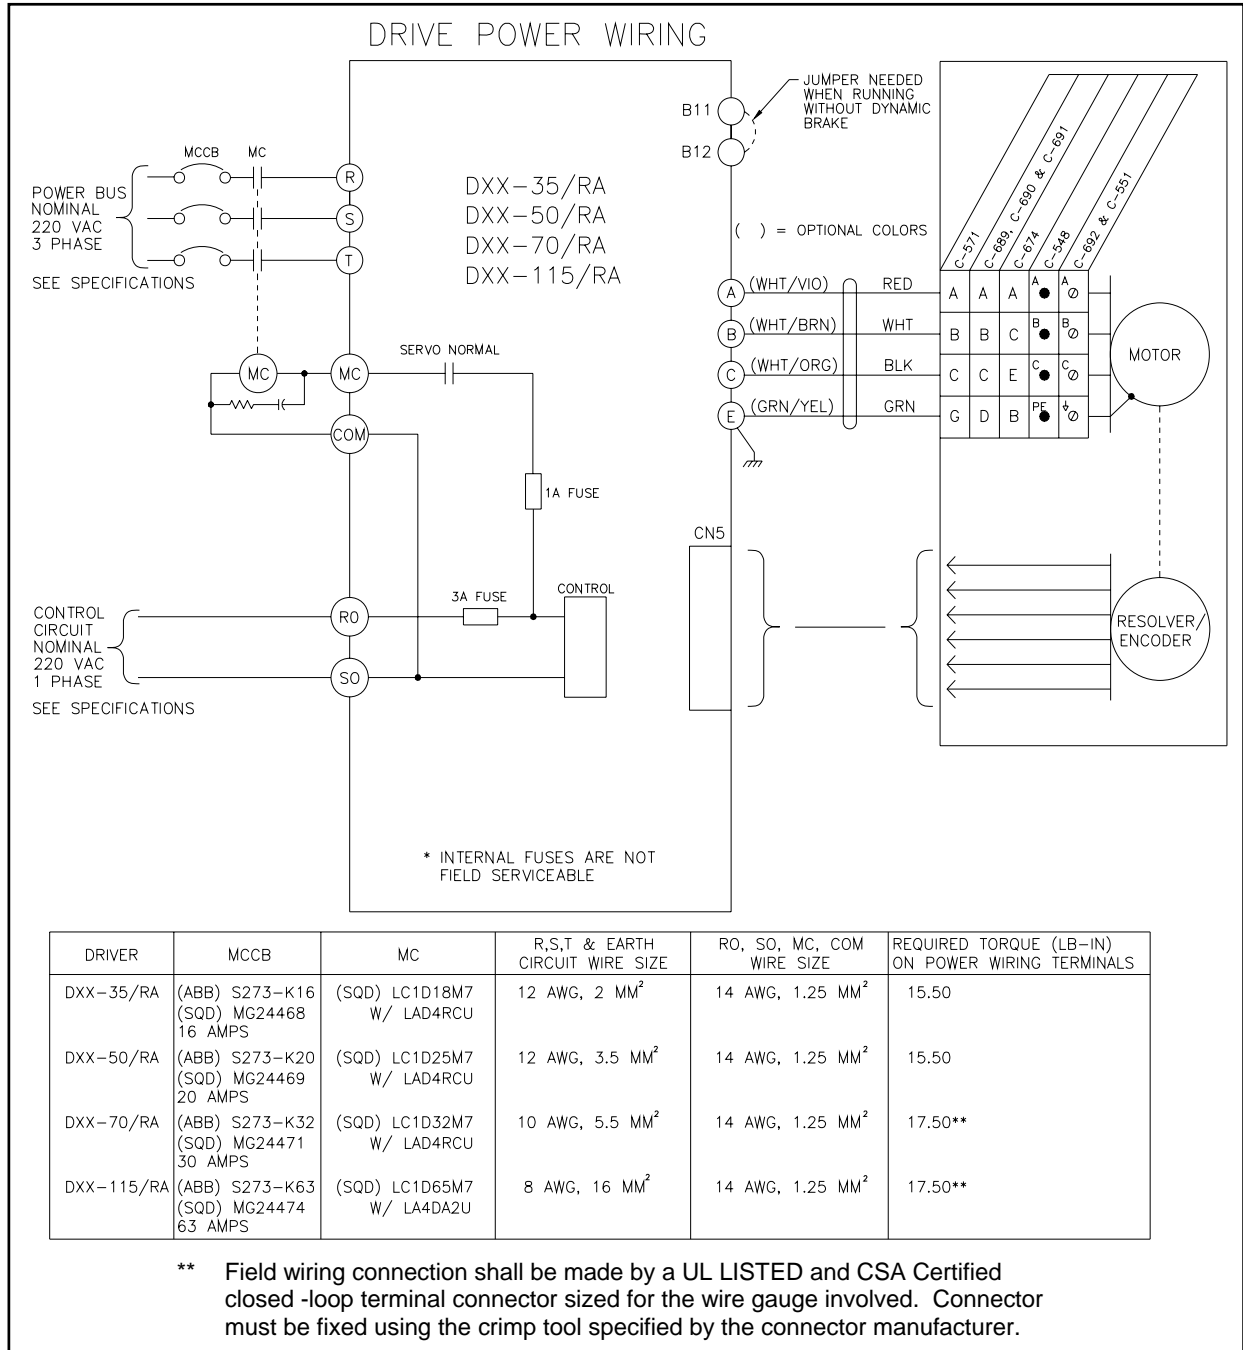 DRIVE POWER WIRING
B11
B12
JUMPER NEEDED
WHEN RUNNING
WITHOUT DYNAMIC
BRAKE
MCCB MC
POWER BUS
NOMINAL
220 VAC
3 PHASE
SEE SPECIFICATIONS
R
S
T
DXX-35/RA
DXX-50/RA
DXX-70/RA
DXX-115/RA
( ) = OPTIONAL COLORS
C-571
C-689, C-690 & C-691
C-674
C-548
C-692 & C-551
A (WHT/VIO) RED A A A A A
B (WHT/BRN) WHT B B C B B
C (WHT/ORG) BLK C C E C C
E (GRN/YEL) GRN G D B PE
MOTOR
SERVO NORMAL
MC MC
COM
1A FUSE
CN5
3A FUSE
CONTROL
CONTROL
CIRCUIT
NOMINAL
220 VAC
1 PHASE
SEE SPECIFICATIONS
RO
SO
RESOLVER/
ENCODER
* INTERNAL FUSES ARE NOT
FIELD SERVICEABLE
DRIVER MCCB MC R,S,T & EARTH CIRCUIT WIRE SIZE RO, SO, MC, COM WIRE SIZE REQUIRED TORQUE (LB-IN) ON POWER WIRING TERMINALS
DXX-35/RA (ABB) S273-K16 (SQD) LC1D18M7 12 AWG, 2 MM² 14 AWG, 1.25 MM² 15.50
(SQD) MG24468 W/ LAD4RCU
16 AMPS
DXX-50/RA (ABB) S273-K20 (SQD) LC1D25M7 12 AWG, 3.5 MM² 14 AWG, 1.25 MM² 15.50
(SQD) MG24469 W/ LAD4RCU
20 AMPS
DXX-70/RA (ABB) S273-K32 (SQD) LC1D32M7 10 AWG, 5.5 MM² 14 AWG, 1.25 MM² 17.50**
(SQD) MG24471 W/ LAD4RCU
30 AMPS
DXX-115/RA (ABB) S273-K63 (SQD) LC1D65M7 8 AWG, 16 MM² 14 AWG, 1.25 MM² 17.50**
(SQD) MG24474 W/ LA4DA2U
63 AMPS
** Field wiring connection shall be made by a UL LISTED and CSA Certified
closed -loop terminal connector sized for the wire gauge involved. Connector
must be fixed using the crimp tool specified by the connector manufacturer.